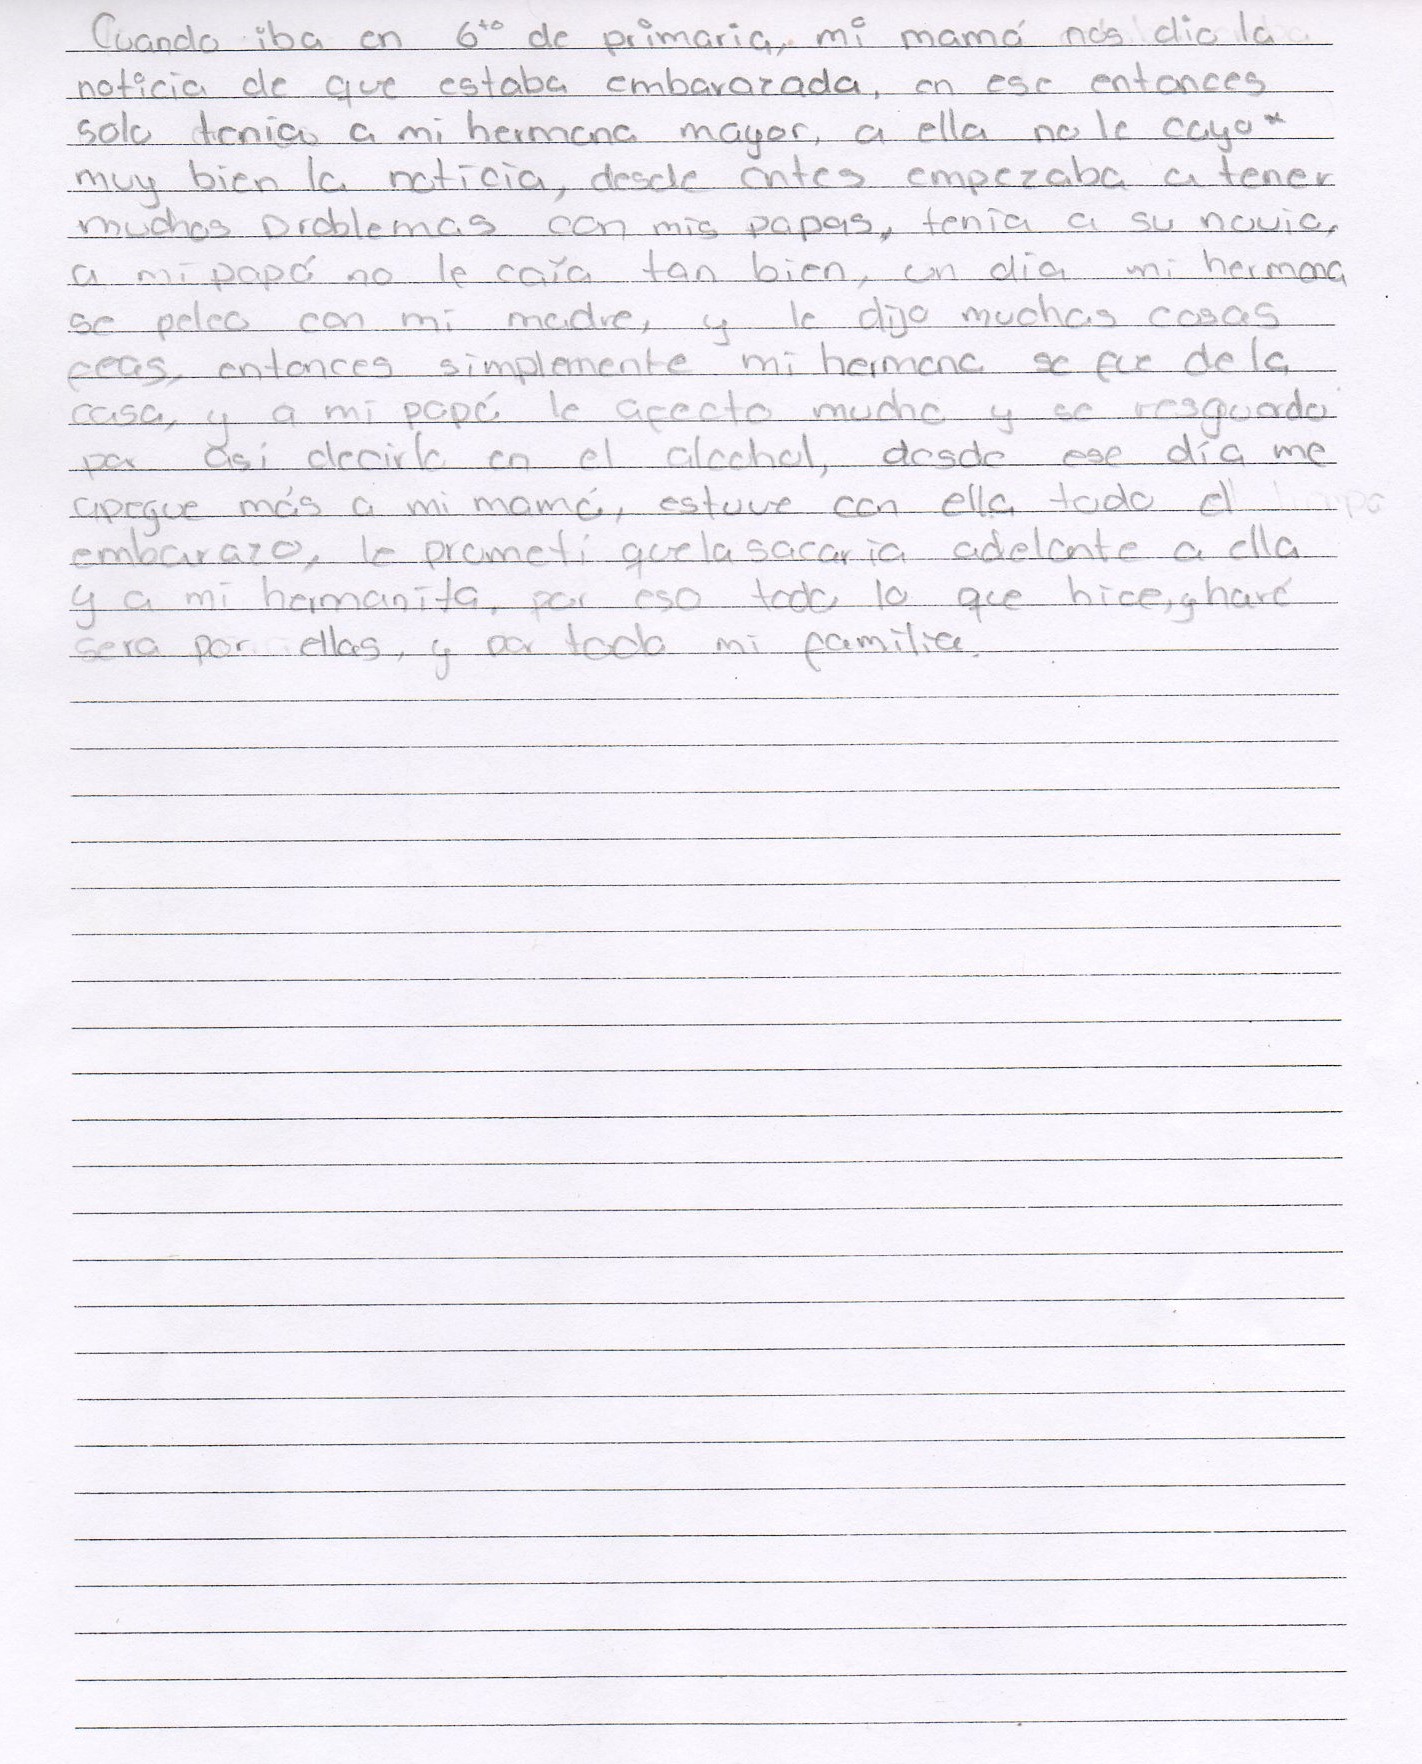 Cuando iba en 6to de primaria, mi mamá nos dio la
noticia de que estaba embarazada, en ese entonces
solo tenia a mi hermana mayor, a ella no le cayo*
muy bien la noticia, desde antes empezaba a tener
muchos problemas con mis papas, tenia a su novio,
a mi papá no le caía tan bien, un dia mi hermana
se peleo con mi madre, y le dijo muchas cosas
feas, entonces simplemente mi hermana se fue de la
casa, y a mi papá le afecto mucho y se resguardo
por asi decirlo en el alcohol, desde ese día me
apegue más a mi mamá, estuve con ella todo el
embarazo, le prometí que la sacaria adelante a ella
y a mi hermanita, por eso todo lo que hice, y haré
sera por ellas, y por toda mi familia.